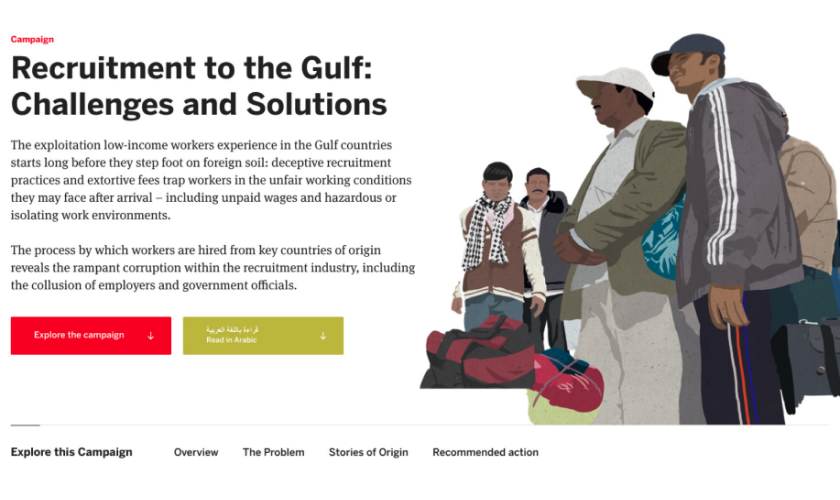 Campaign
Recruitment to the Gulf:
Challenges and Solutions
The exploitation low-income workers experience in the Gulf countries
starts long before they step foot on foreign soil: deceptive recruitment
practices and extortive fees trap workers in the unfair working conditions
they may face after arrival – including unpaid wages and hazardous or
isolating work environments.
The process by which workers are hired from key countries of origin
reveals the rampant corruption within the recruitment industry, including
the collusion of employers and government officials.
Explore the campaign ↓
قراءة باللغة العربية
Read in Arabic ↓
Explore this Campaign
Overview
The Problem
Stories of Origin
Recommended action